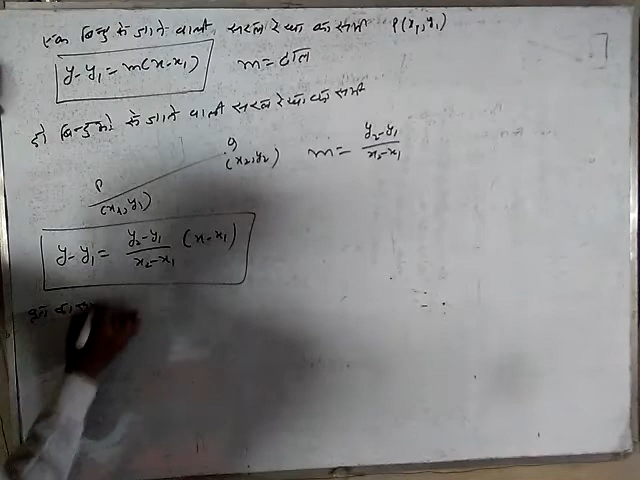 एक बिन्दु से जाने वाली सरल रेखा का समी P(x₁, y₁)
y - y₁ = m(x - x₁) m = ढाल
दो बिन्दुओ से जाने वाली सरल रेखा का समी
Q
(x₂, y₂) m = (y₂ - y₁)/(x₂ - x₁)
P
(x₁, y₁)
y - y₁ = (y₂ - y₁)/(x₂ - x₁) (x - x₁)